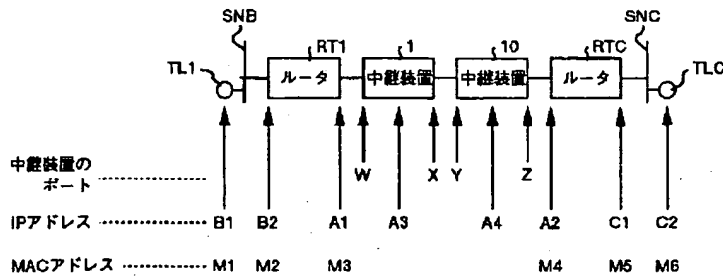 SNB SNC
RT1 1 10 RTC
TL1 ルータ 中継装置 中継装置 ルータ TLC
中継装置の
ポート W X Y Z
IPアドレス B1 B2 A1 A3 A4 A2 C1 C2
MACアドレス M1 M2 M3 M4 M5 M6